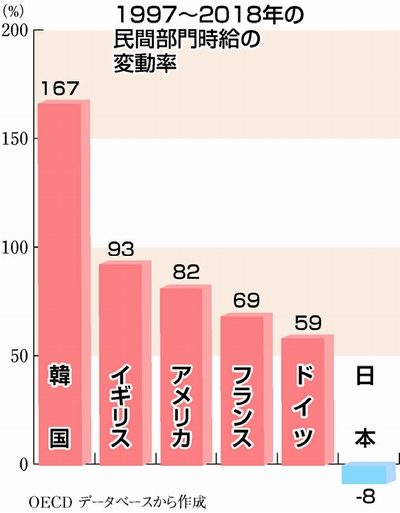 (%)
1997〜2018年の
民間部門時給の
変動率
200
150
100
50
0
167
93
82
69
59
-8
韓国
イギリス
アメリカ
フランス
ドイツ
日本
OECD データベースから作成